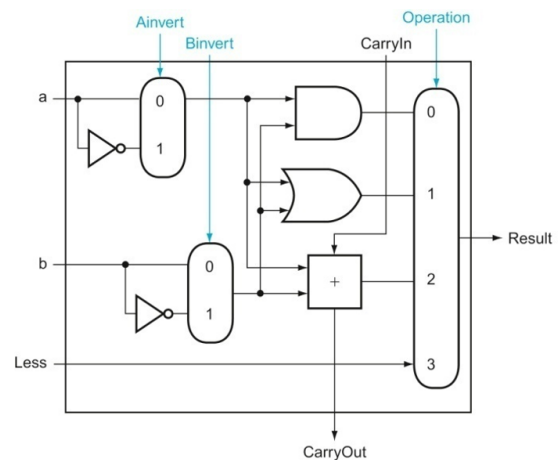 Operation
Ainvert
Binvert
CarryIn
a
0
1
0
1
b
0
1
+
2
Result
Less
3
CarryOut